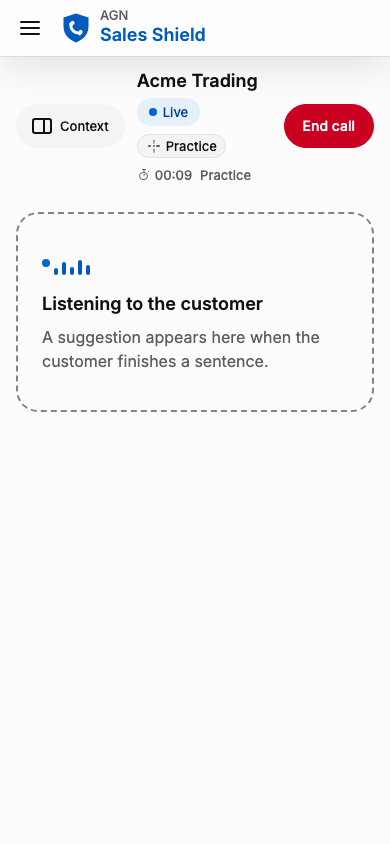 AGN
Sales Shield
Acme Trading
Live
Practice
00:09 Practice
Context
End call
Listening to the customer
A suggestion appears here when the
customer finishes a sentence.